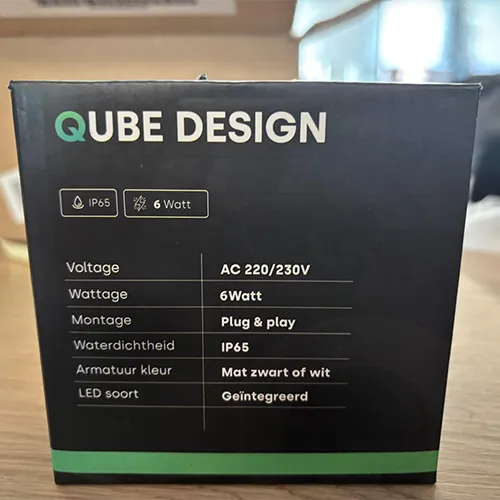 QUBE DESIGN
IP65 6 Watt
Voltage AC 220/230V
Wattage 6Watt
Montage Plug & play
Waterdichtheid IP65
Armatuur kleur Mat zwart of wit
LED soort Geïntegreerd